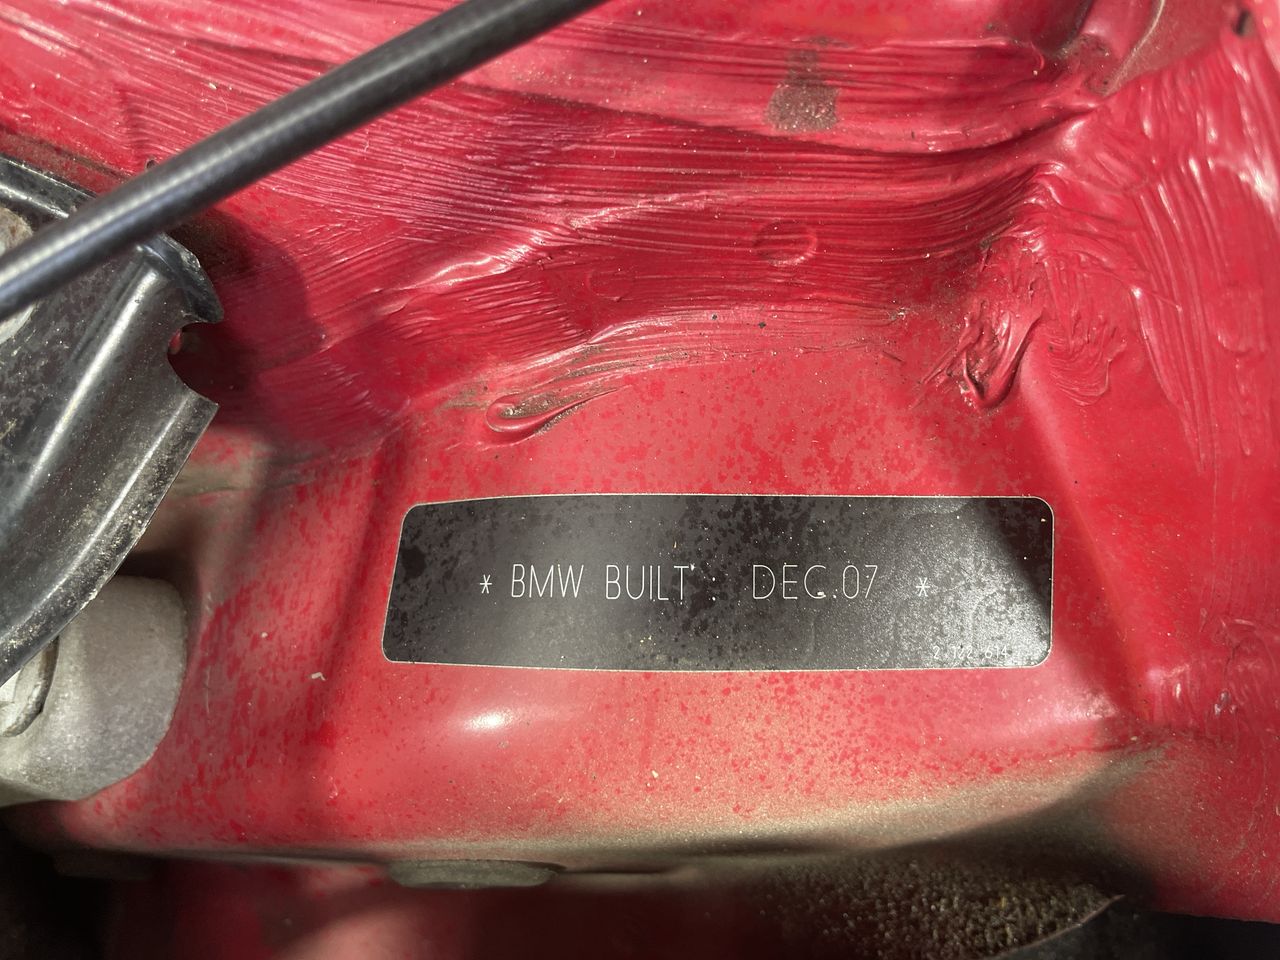 * BMW BUILT : DEC.07 *